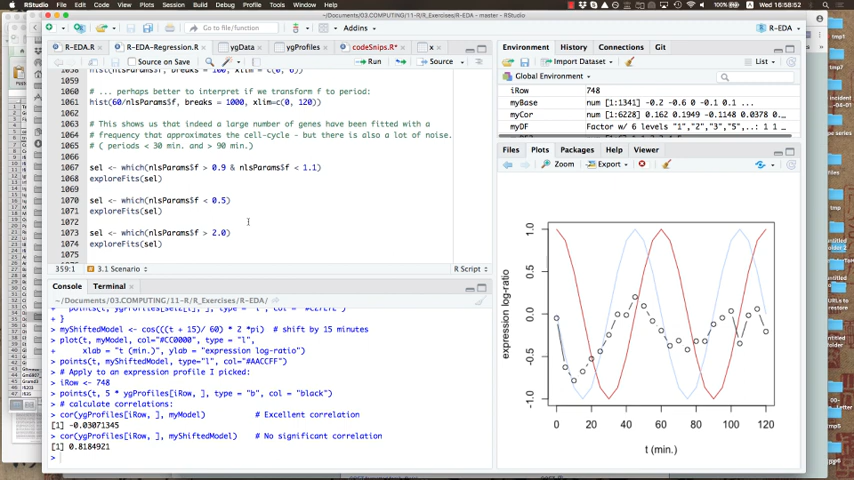 RStudio File Edit Code View Plots Session Build Debug Profile Tools Window Help
100% 16:58:52
~/Documents/03.COMPUTING/11-R/R_Exercises/R-EDA - master - RStudio
Go to file/function
Addins
R-EDA
R-EDA.R R-EDA-Regression.R ygData ygProfiles codeSnips.R* x
Source on Save Run Source
1058 hist(nlsParams$f, breaks = 100, xlim=c(0, 6))
1059
1060 # ... perhaps better to interpret if we transform f to period:
1061 hist(60/nlsParams$f, breaks = 1000, xlim=c(0, 120))
1062
1063 # This shows us that indeed a large number of genes have been fitted with a
1064 # frequency that approximates the cell-cycle - but there is also a lot of noise.
1065 # ( periods < 30 min. and > 90 min.)
1066
1067 sel <- which(nlsParams$f > 0.9 & nlsParams$f < 1.1)
1068 exploreFits(sel)
1069
1070 sel <- which(nlsParams$f < 0.5)
1071 exploreFits(sel)
1072
1073 sel <- which(nlsParams$f > 2.0)
1074 exploreFits(sel)
1075
359:1 3.1 Scenario R Script
Console Terminal
~/Documents/03.COMPUTING/11-R/R_Exercises/R-EDA/
+ }
> myShiftedModel <- cos(((t + 15)/ 60) * 2 *pi) # shift by 15 minutes
> plot(t, myModel, col="#CC0000", type = "l",
+ xlab = "t (min.)", ylab = "expression log-ratio")
> points(t, myShiftedModel, type="l", col="#AACCFF")
> # Apply to an expression profile I picked:
> iRow <- 748
> points(t, 5 * ygProfiles[iRow, ], type = "b", col = "black")
> # calculate correlations:
> cor(ygProfiles[iRow, ], myModel) # Excellent correlation
[1] -0.03071345
> cor(ygProfiles[iRow, ], myShiftedModel) # No significant correlation
[1] 0.8184921
>
Environment History Connections Git
Import Dataset List
Global Environment
iRow 748
myBase num [1:1341] -0.2 -0.6 0 -0.1 0.1
myCor num [1:6228] 0.162 0.1949 -0.1148 0.0378 0
myDF Factor w/ 6 levels "1","2","3","5",..: 1 1
Files Plots Packages Help Viewer
Zoom Export
expression log-ratio
1.0
0.5
0.0
-0.5
-1.0
0 20 40 60 80 100 120
t (min.)